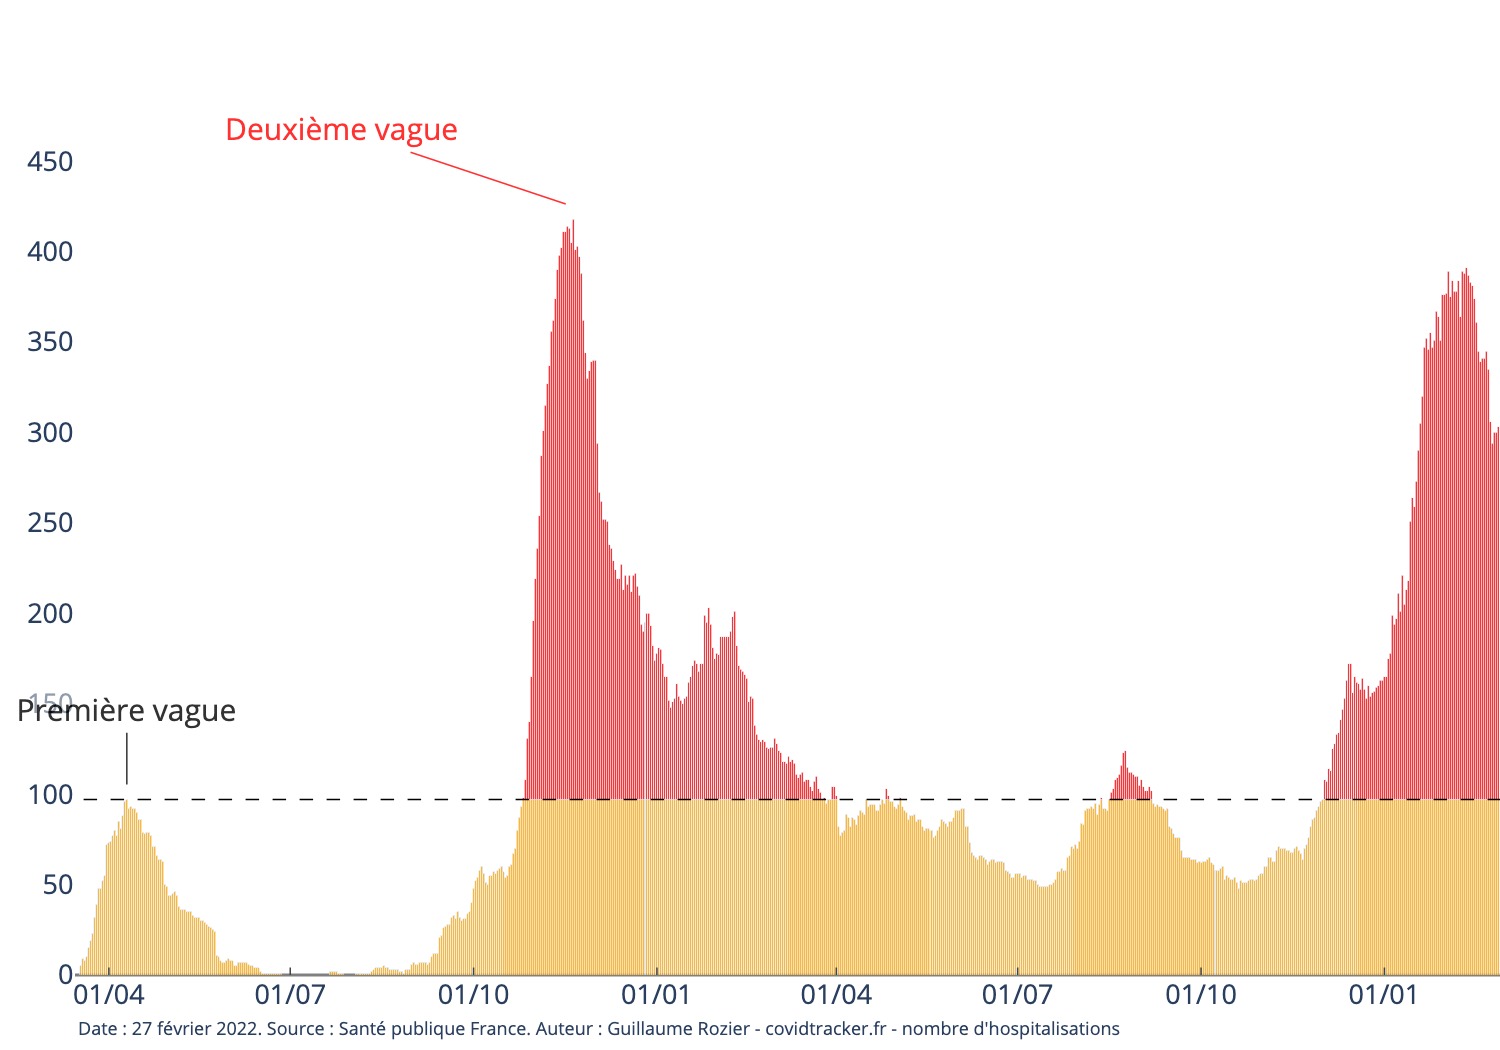 Deuxième vague
450
400
350
300
250
200
150
Première vague
100
50
0
01/04 01/07 01/10 01/01 01/04 01/07 01/10 01/01
Date : 27 février 2022. Source : Santé publique France. Auteur : Guillaume Rozier - covidtracker.fr - nombre d'hospitalisations